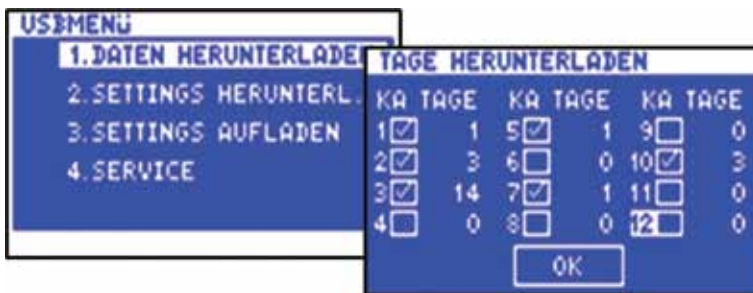 USBMENÜ
1.DATEN HERUNTERLADE
2.SETTINGS HERUNTERL.
3.SETTINGS AUFLADEN
4.SERVICE
TAGE HERUNTERLADEN
KA TAGE KA TAGE KA TAGE
1 1 5 1 9 0
2 3 6 0 10 3
3 14 7 1 11 0
4 0 8 0 12 0
OK